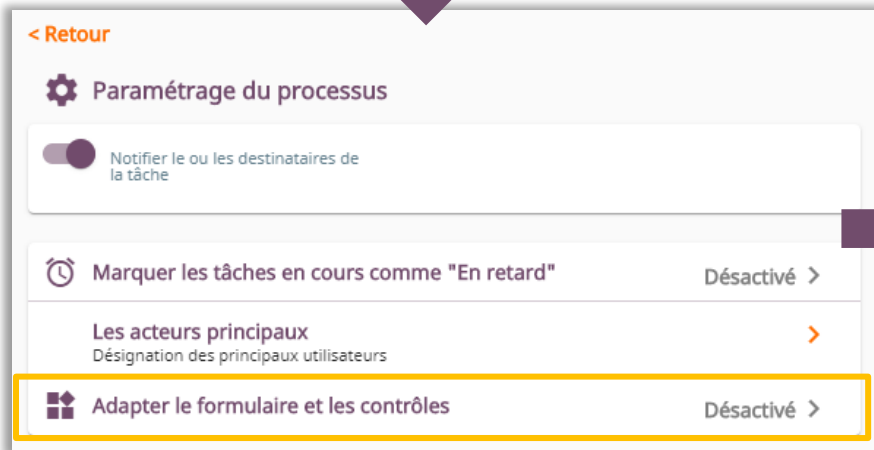 < Retour
Paramétrage du processus
Notifier le ou les destinataires de
la tâche
Marquer les tâches en cours comme "En retard"
Désactivé >
Les acteurs principaux
>
Désignation des principaux utilisateurs
Adapter le formulaire et les contrôles
Désactivé >